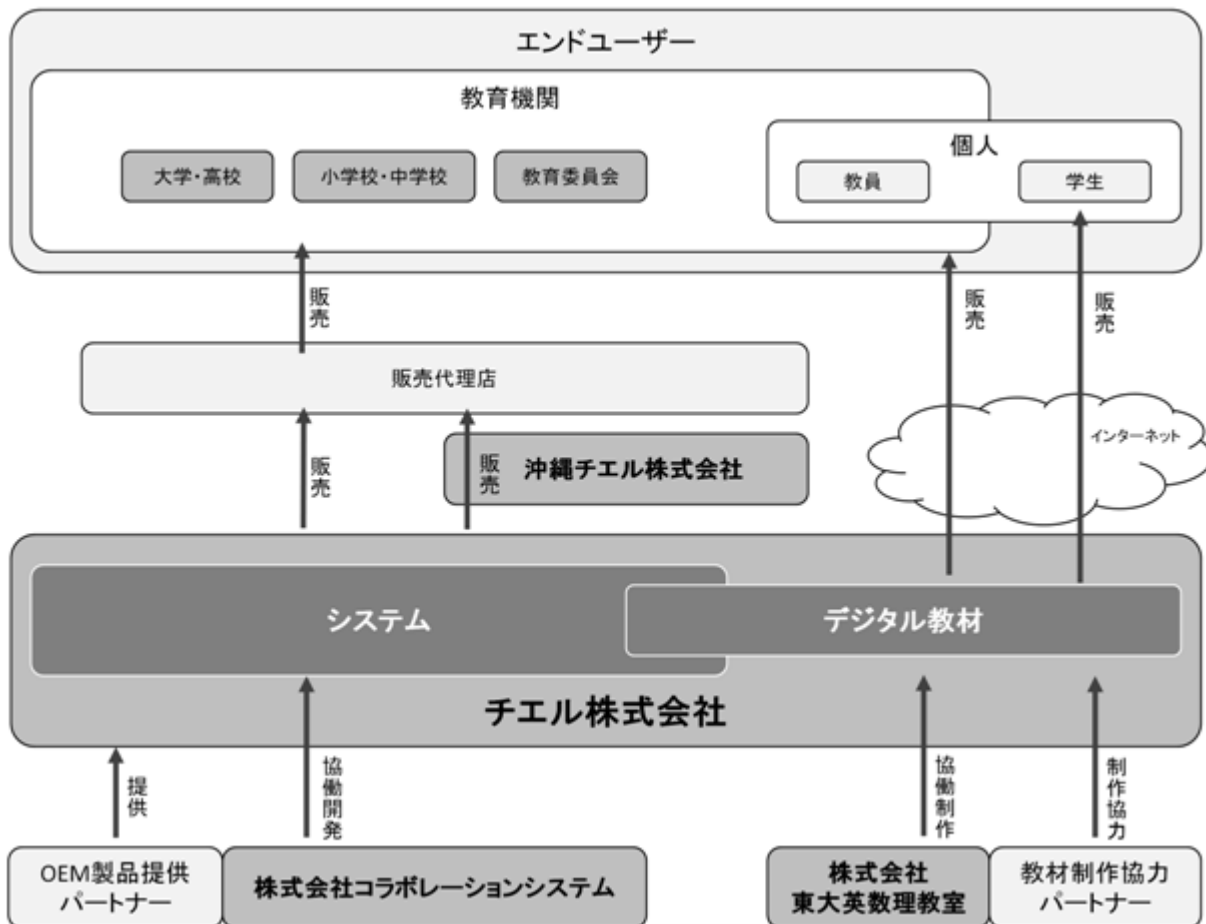 エンドユーザー
教育機関
個人
大学・高校
小学校・中学校
教育委員会
教員
学生
販売
販売
販売
販売代理店
インターネット
販売
販売
沖縄チエル株式会社
システム
デジタル教材
チエル株式会社
提供
協働開発
協働制作
制作協力
OEM製品提供
パートナー
株式会社コラボレーションシステム
株式会社
東大英数理教室
教材制作協力
パートナー